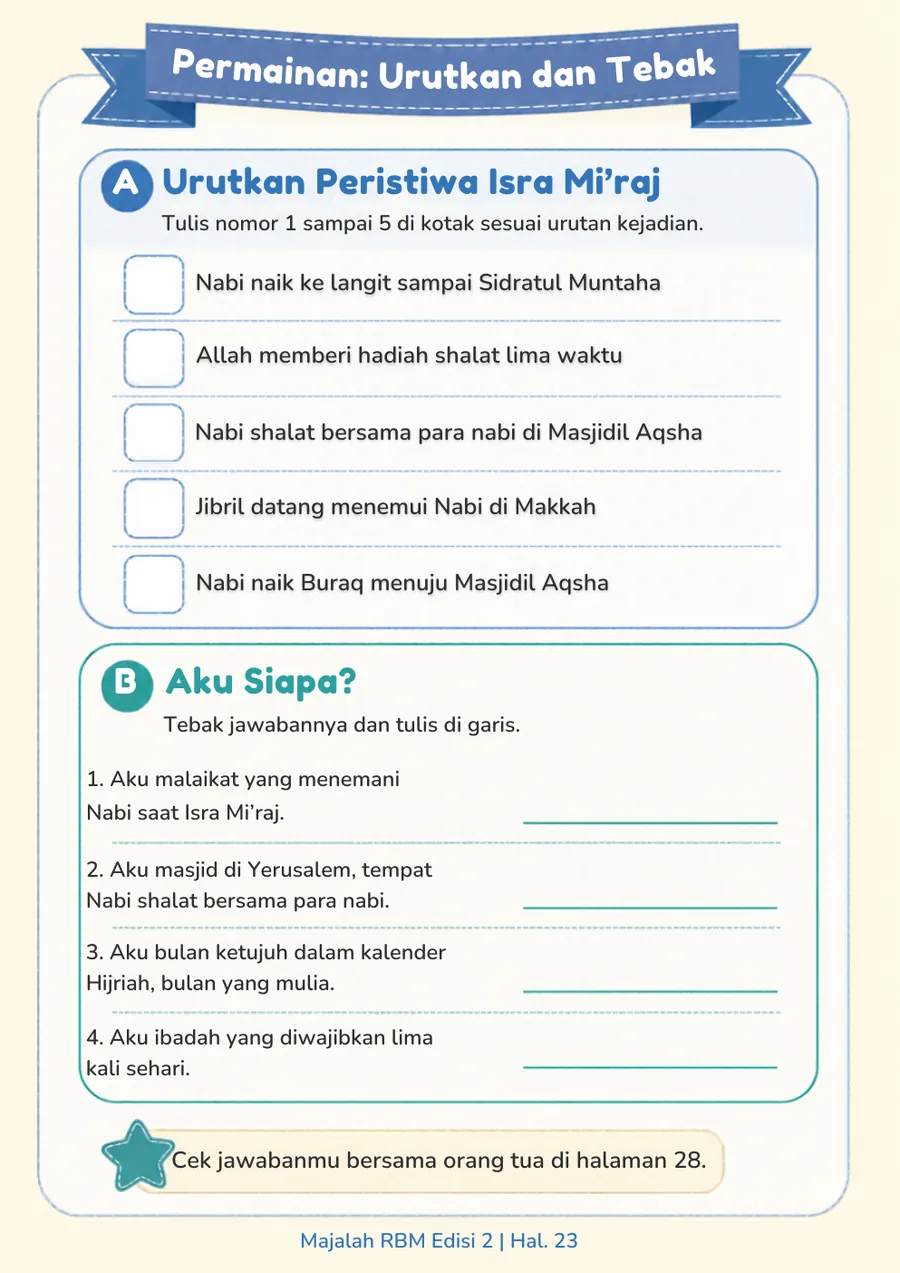 Permainan: Urutkan dan Tebak
A Urutkan Peristiwa Isra Mi’raj
Tulis nomor 1 sampai 5 di kotak sesuai urutan kejadian.
Nabi naik ke langit sampai Sidratul Muntaha
Allah memberi hadiah shalat lima waktu
Nabi shalat bersama para nabi di Masjidil Aqsha
Jibril datang menemui Nabi di Makkah
Nabi naik Buraq menuju Masjidil Aqsha
B Aku Siapa?
Tebak jawabannya dan tulis di garis.
1. Aku malaikat yang menemani
Nabi saat Isra Mi’raj.
2. Aku masjid di Yerusalem, tempat
Nabi shalat bersama para nabi.
3. Aku bulan ketujuh dalam kalender
Hijriah, bulan yang mulia.
4. Aku ibadah yang diwajibkan lima
kali sehari.
Cek jawabanmu bersama orang tua di halaman 28.
Majalah RBM Edisi 2 | Hal. 23